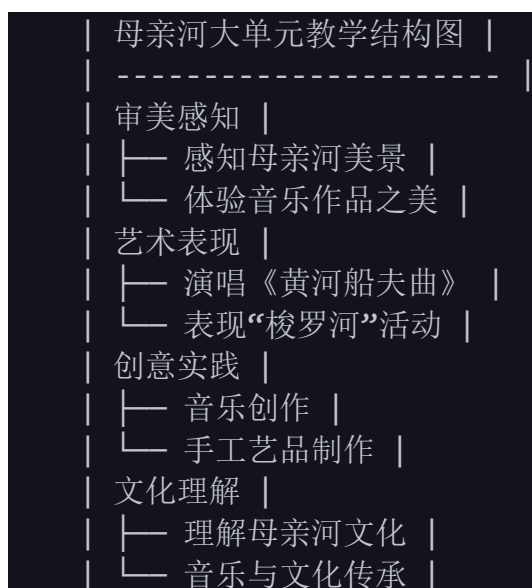 | 母亲河大单元教学结构图 |
| ---------------------- |
| 审美感知 |
| ├── 感知母亲河美景 |
| └── 体验音乐作品之美 |
| 艺术表现 |
| ├── 演唱《黄河船夫曲》 |
| └── 表现“梭罗河”活动 |
| 创意实践 |
| ├── 音乐创作 |
| └── 手工艺品制作 |
| 文化理解 |
| ├── 理解母亲河文化 |
| └── 音乐与文化传承 |